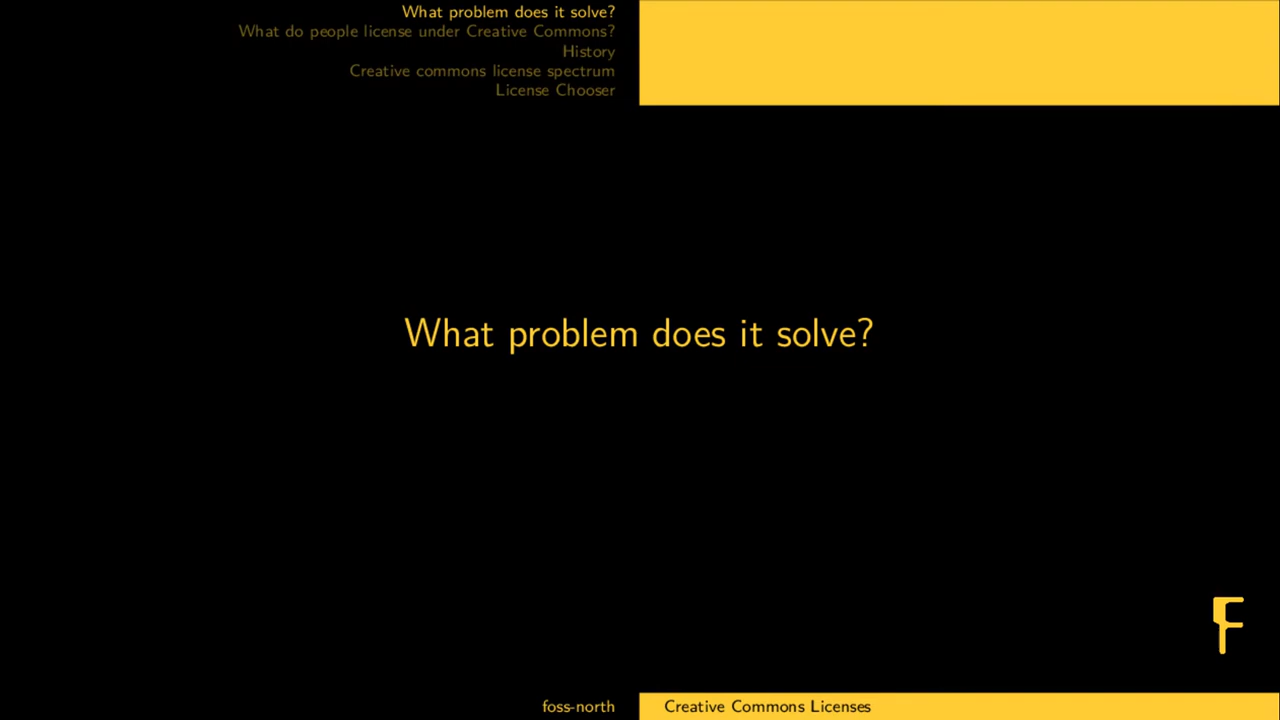 What problem does it solve?
What do people license under Creative Commons?
History
Creative commons license spectrum
License Chooser
What problem does it solve?
F
foss-north
Creative Commons Licenses